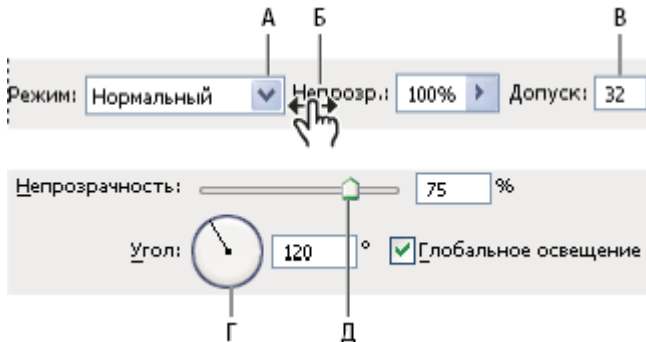 А Б В
Режим: Нормальный Непрозр.: 100% Допуск: 32
Непрозрачность: 75 %
Угол: 120 ° Глобальное освещение
Г Д